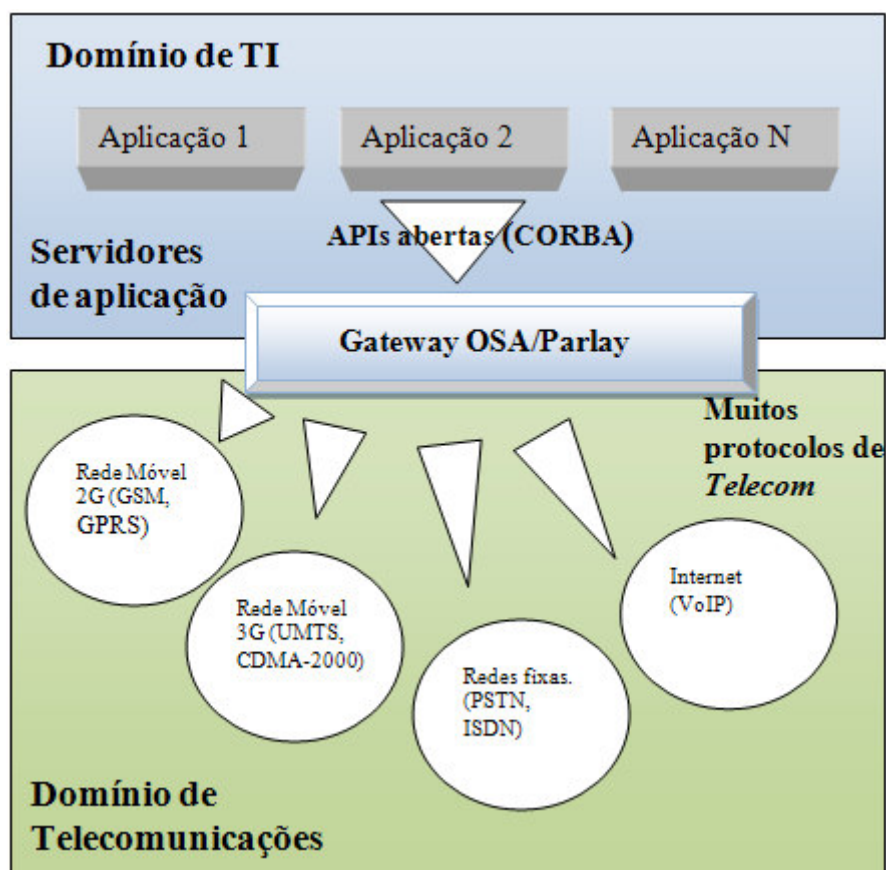 Domínio de TI
Aplicação 1
Aplicação 2
Aplicação N
APIs abertas (CORBA)
Servidores
de aplicação
Gateway OSA/Parlay
Muitos
protocolos de
Telecom
Rede Móvel
2G (GSM,
GPRS)
Rede Móvel
3G (UMTS,
CDMA-2000)
Redes fixas.
(PSTN,
ISDN)
Internet
(VoIP)
Domínio de
Telecomunicações